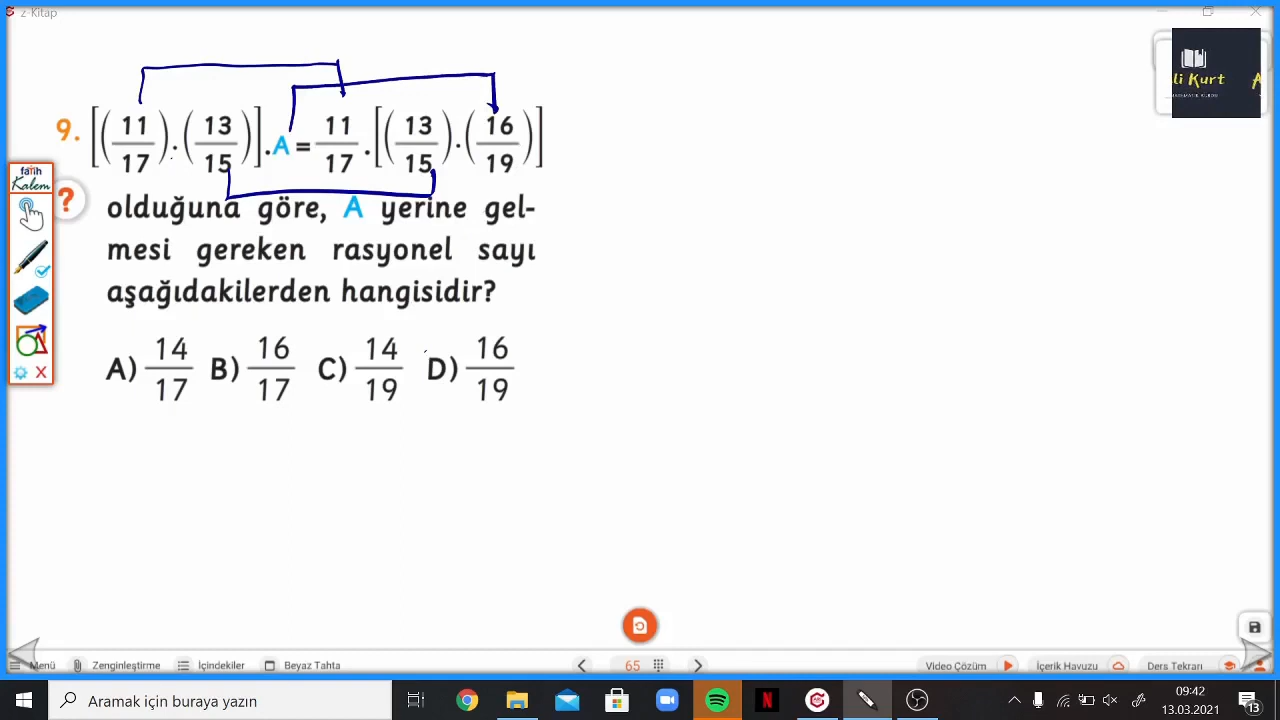 z-Kitap
li Kurt
9. [(11/17).(13/15)].A = 11/17.[(13/15).(16/19)]
fatih
Kalem
?
olduğuna göre, A yerine gel-
mesi gereken rasyonel sayı
aşağıdakilerden hangisidir?
A) 14/17 B) 16/17 C) 14/19 D) 16/19
Menü Zenginleştirme İçindekiler Beyaz Tahta 65 Video Çözüm İçerik Havuzu Ders Tekrarı
Aramak için buraya yazın
09:42
13.03.2021
13